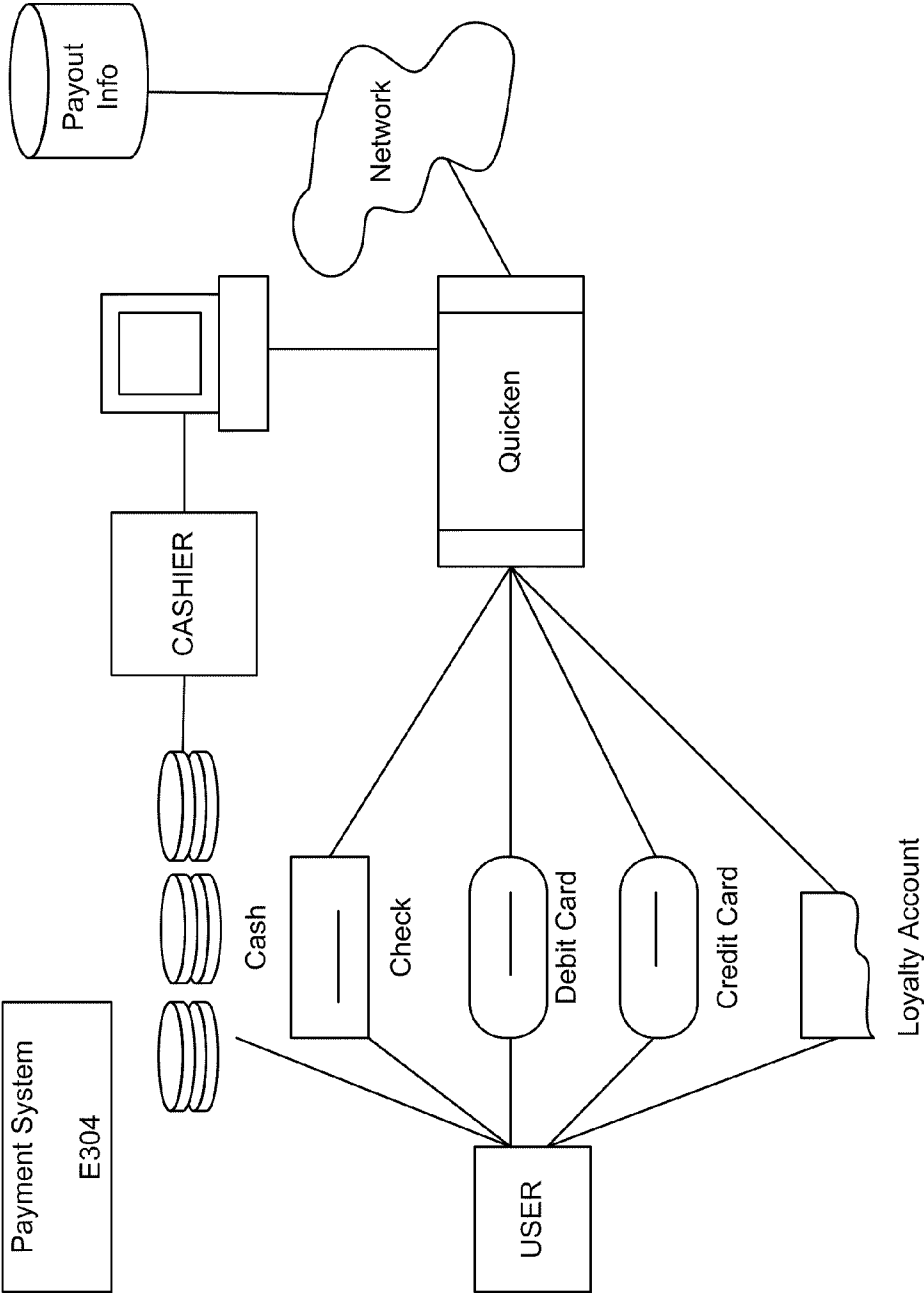 Payment System
E304
Cash
CASHIER
Payout
Info
Network
Quicken
Check
Debit Card
Credit Card
Loyalty Account
USER